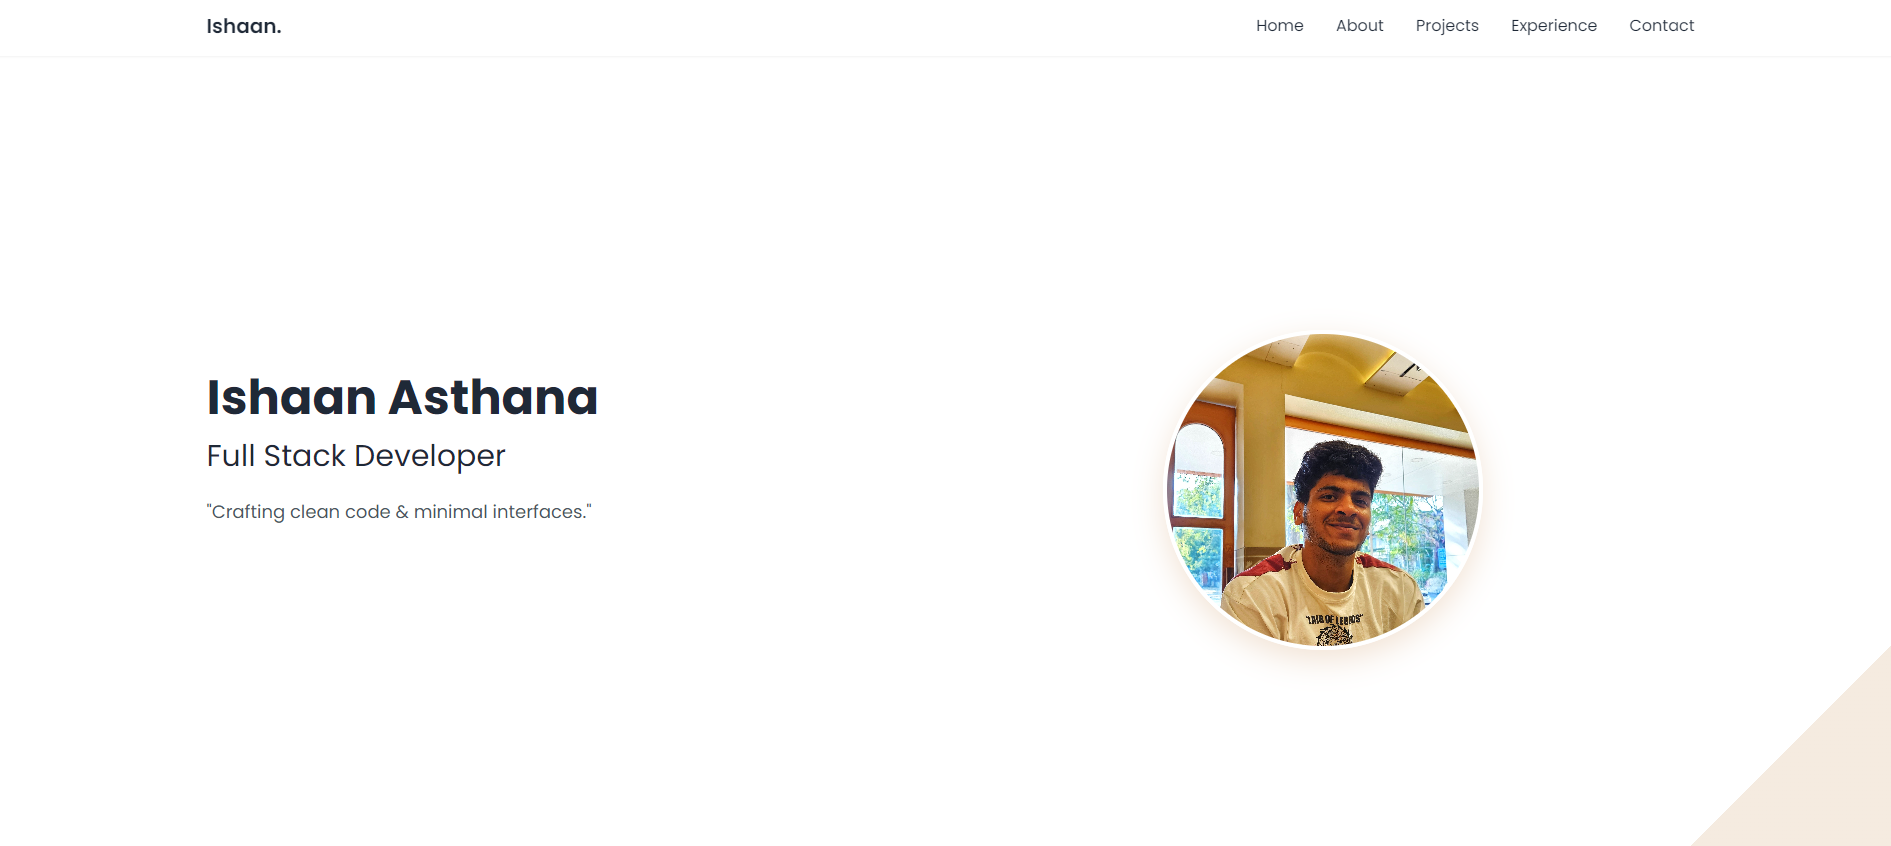 Ishaan.
Home About Projects Experience Contact
Ishaan Asthana
Full Stack Developer
"Crafting clean code & minimal interfaces."